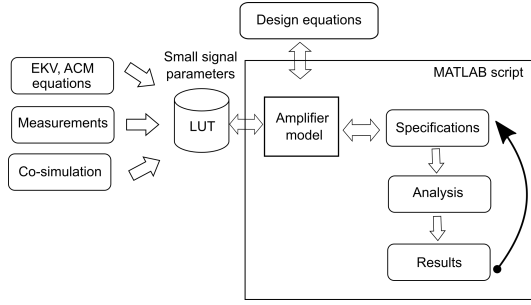 Design equations
Small signal
parameters
MATLAB script
EKV, ACM
equations
Measurements
Co-simulation
LUT
Amplifier
model
Specifications
Analysis
Results